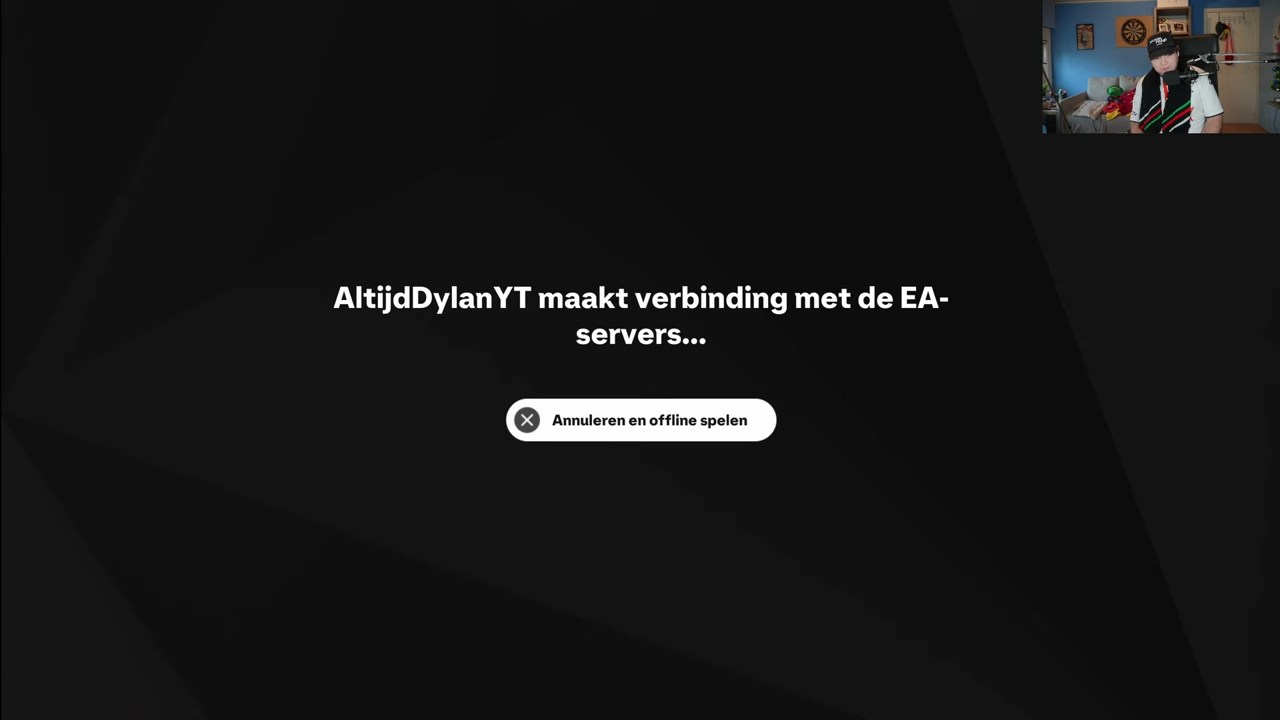 AltijdDylanYT maakt verbinding met de EA-
servers...
Annuleren en offline spelen